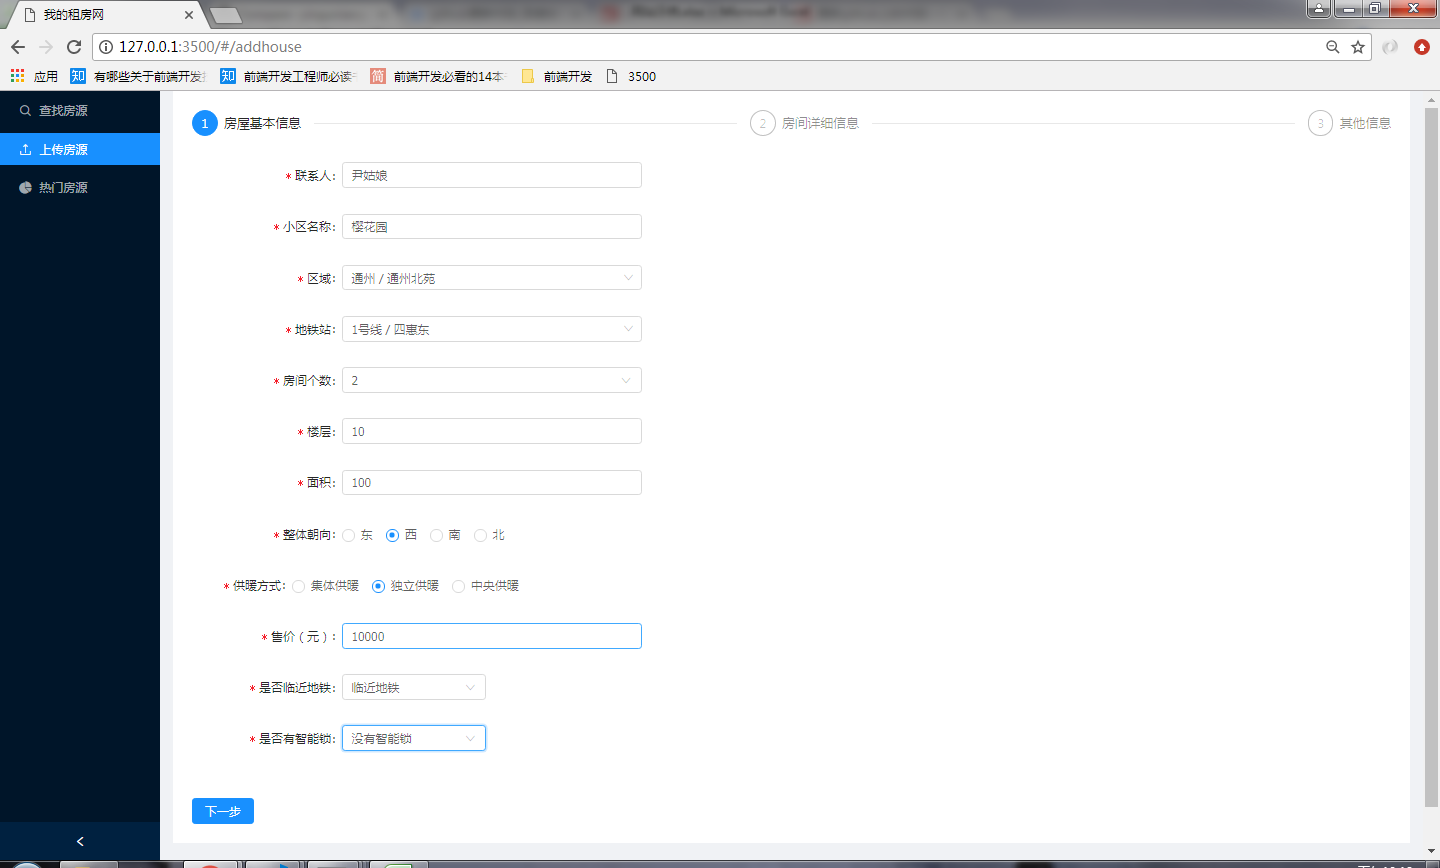 我的租房网
127.0.0.1:3500/#/addhouse
应用 有哪些关于前端开发 前端开发工程师必读 前端开发必看的14本 前端开发 3500
查找房源
上传房源
热门房源
1 房屋基本信息 2 房间详细信息 3 其他信息
* 联系人: 尹姑娘
* 小区名称: 樱花园
* 区域: 通州 / 通州北苑
* 地铁站: 1号线 / 四惠东
* 房间个数: 2
* 楼层: 10
* 面积: 100
* 整体朝向: 东 西 南 北
* 供暖方式: 集体供暖 独立供暖 中央供暖
* 售价（元）: 10000
* 是否临近地铁: 临近地铁
* 是否有智能锁: 没有智能锁
下一步